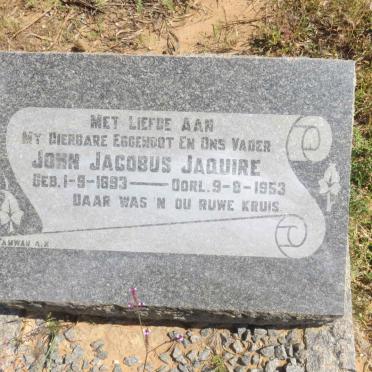 MET LIEFDE AAN
MY DIERBARE EGGENOOT EN ONS VADER
JOHN JACOBUS JAQUIRE
GEB. 1-9-1893 — OORL. 9-8-1953
DAAR WAS 'N OU RUWE KRUIS